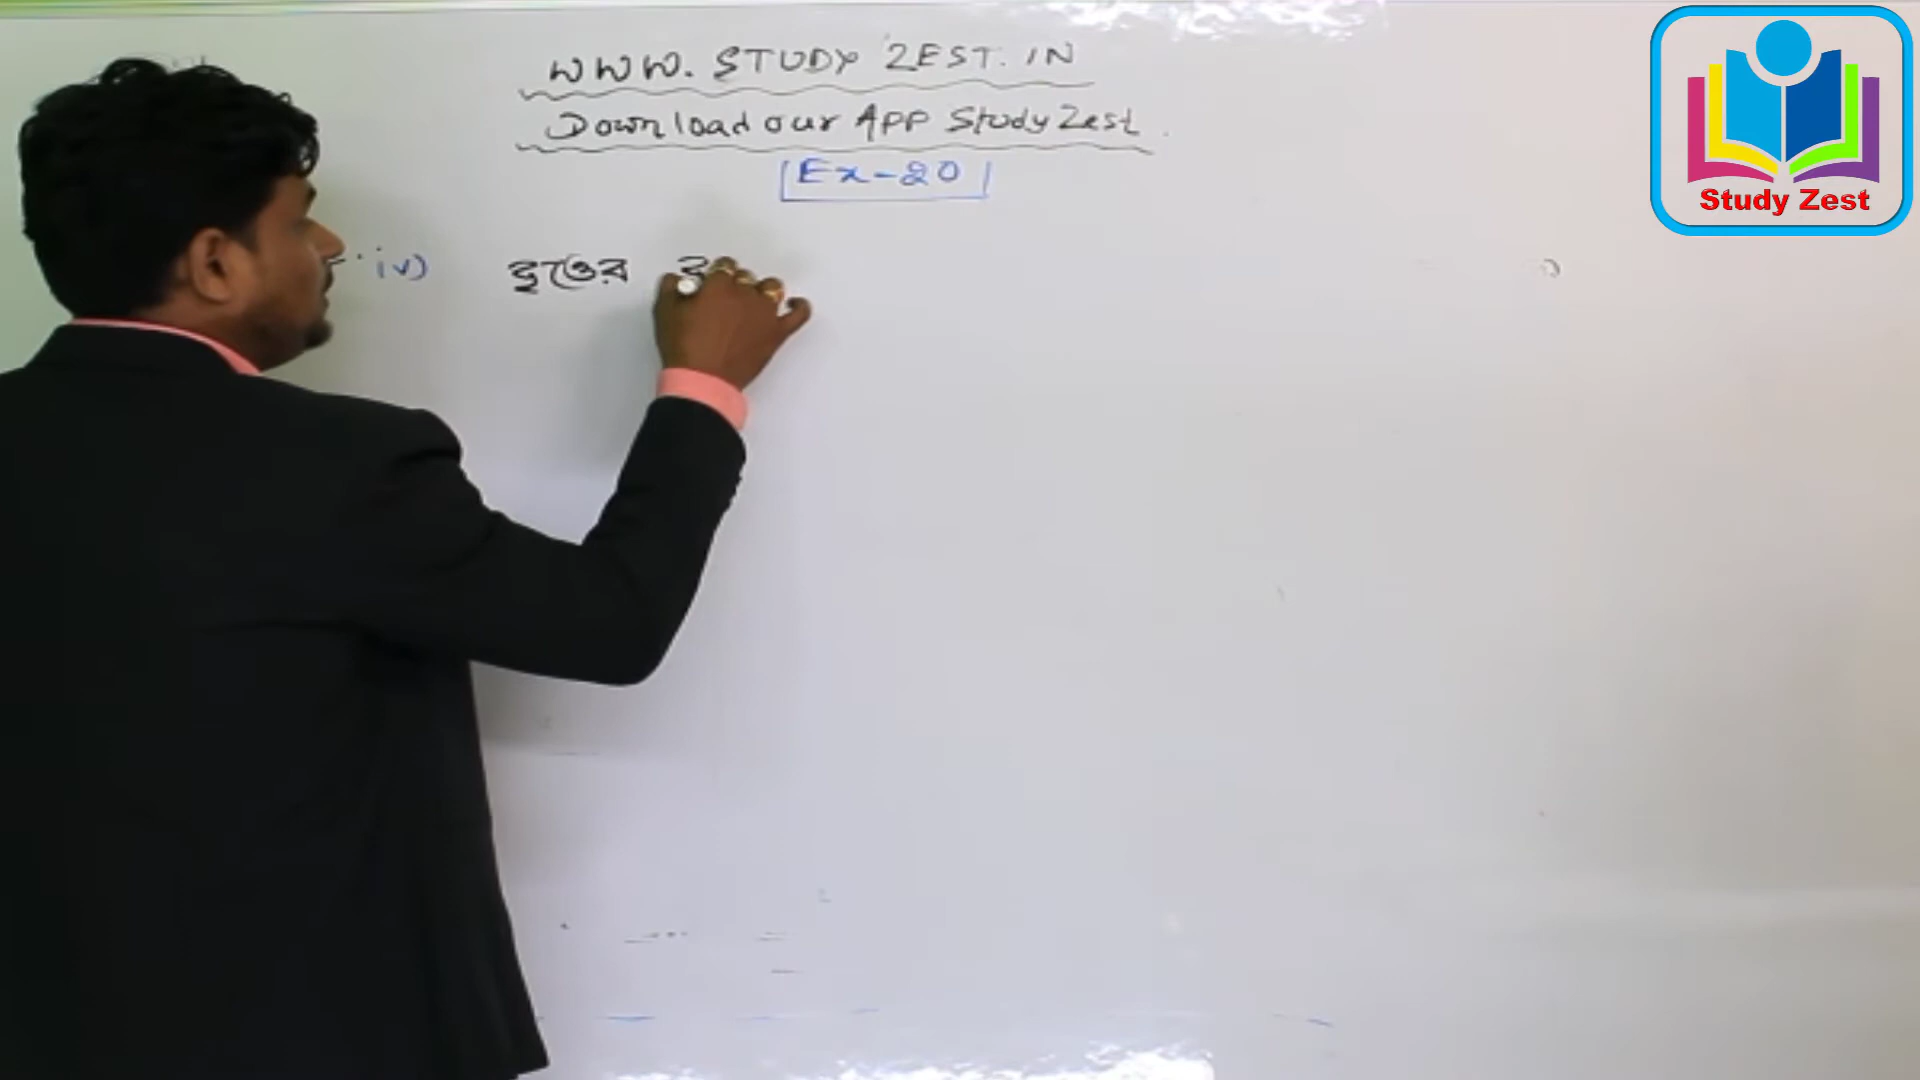 WWW. STUDY ZEST. IN
Download our APP Study Zest.
Ex-20
iv) বৃত্তের
Study Zest